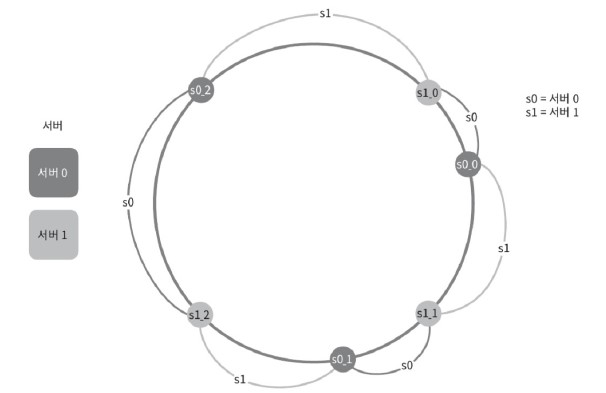 s1
s0_2
s1_0
s0 = 서버 0
s1 = 서버 1
s0
서버
s0_0
서버 0
s0
서버 1
s1
s1_2
s1_1
s0_1
s0
s1